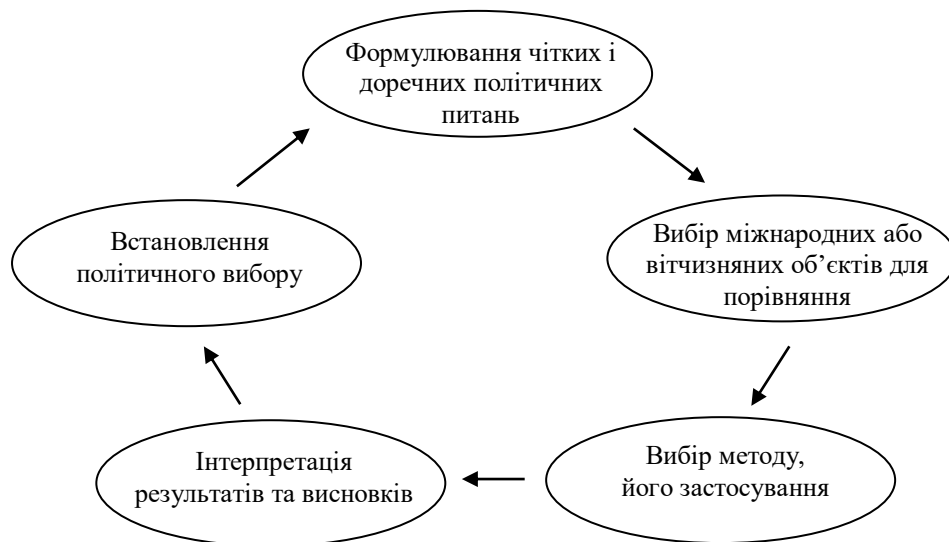 Формулювання чітких і
доречних політичних
питань
Встановлення
політичного вибору
Вибір міжнародних або
вітчизняних об’єктів для
порівняння
Інтерпретація
результатів та висновків
Вибір методу,
його застосування